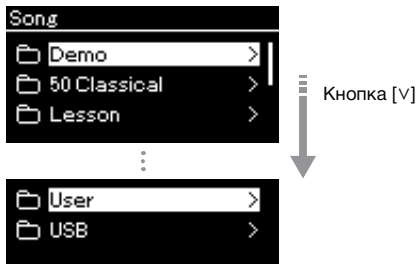 Song
Demo >
50 Classical >
Lesson >
Кнопка [∨]
User >
USB >